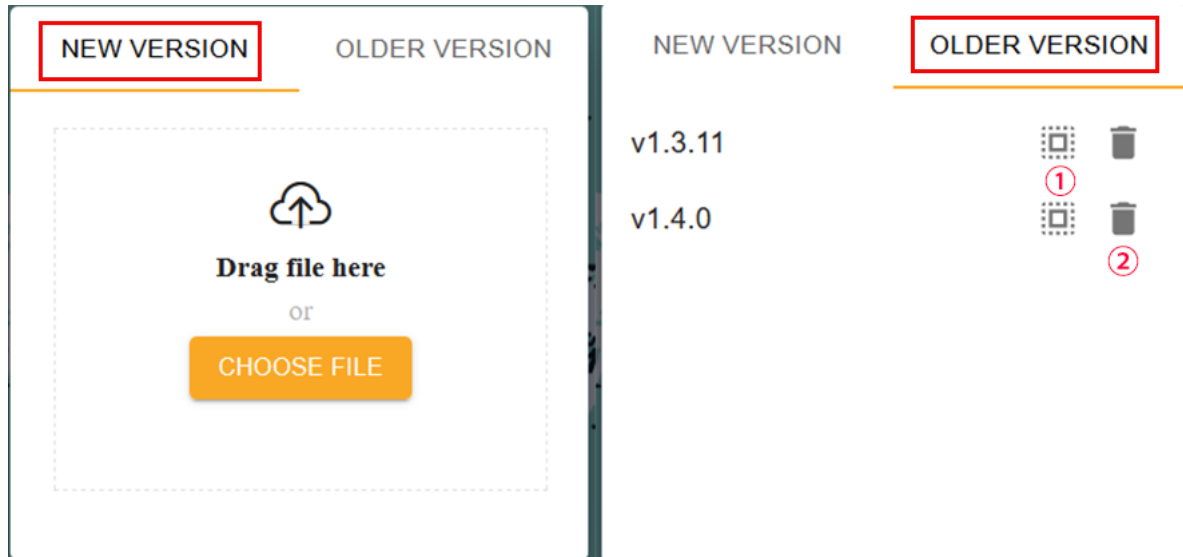 NEW VERSION OLDER VERSION
Drag file here
or
CHOOSE FILE
NEW VERSION OLDER VERSION
v1.3.11
①
v1.4.0
②